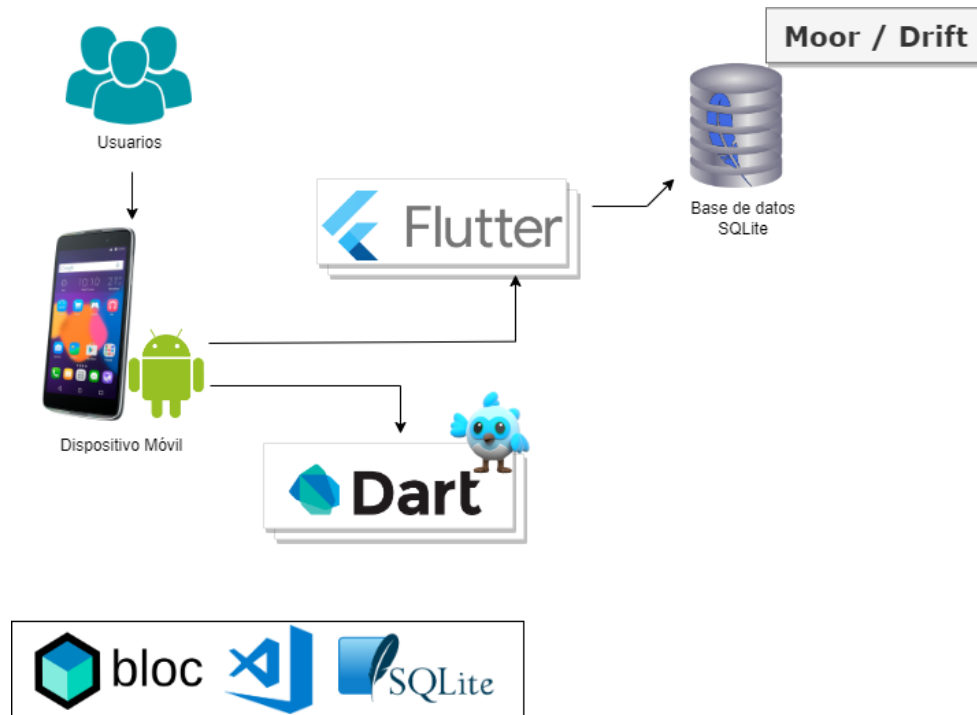 Moor / Drift
Usuarios
Flutter
Base de datos
SQLite
Dispositivo Móvil
Dart
bloc
SQLite